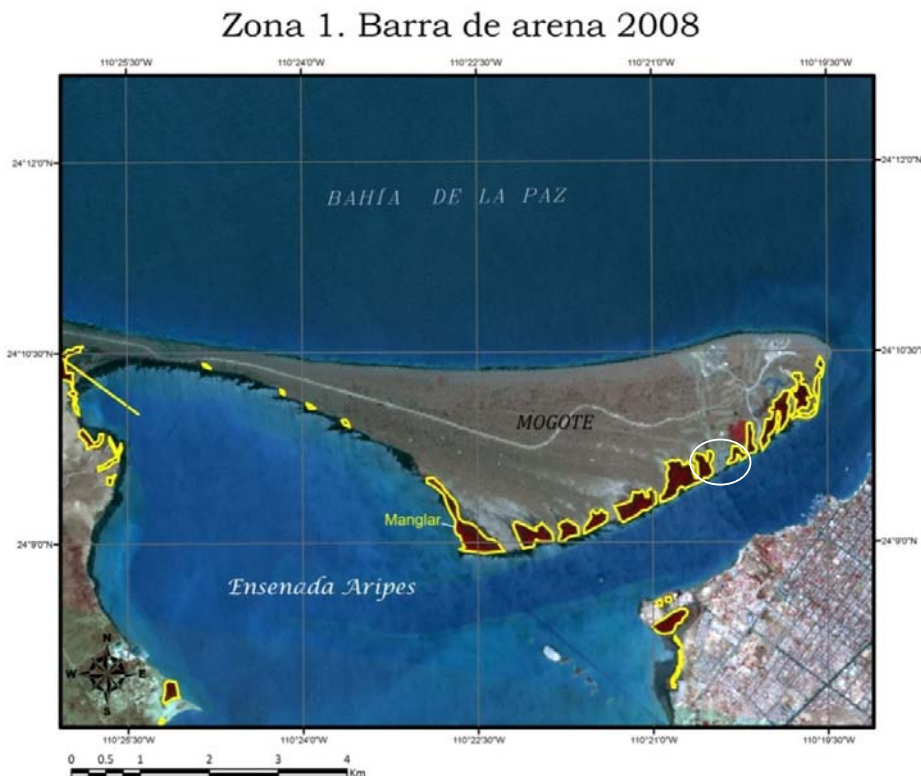 Zona 1. Barra de arena 2008
110°25'30"W 110°24'0"W 110°22'30"W 110°21'0"W 110°19'30"W
24°12'0"N 24°12'0"N
BAHÍA DE LA PAZ
24°10'30"N 24°10'30"N
MOGOTE
Manglar
24°9'0"N 24°9'0"N
Ensenada Aripes
N
W E
S
110°25'30"W 110°24'0"W 110°22'30"W 110°21'0"W 110°19'30"W
0 0.5 1 2 3 4
Km